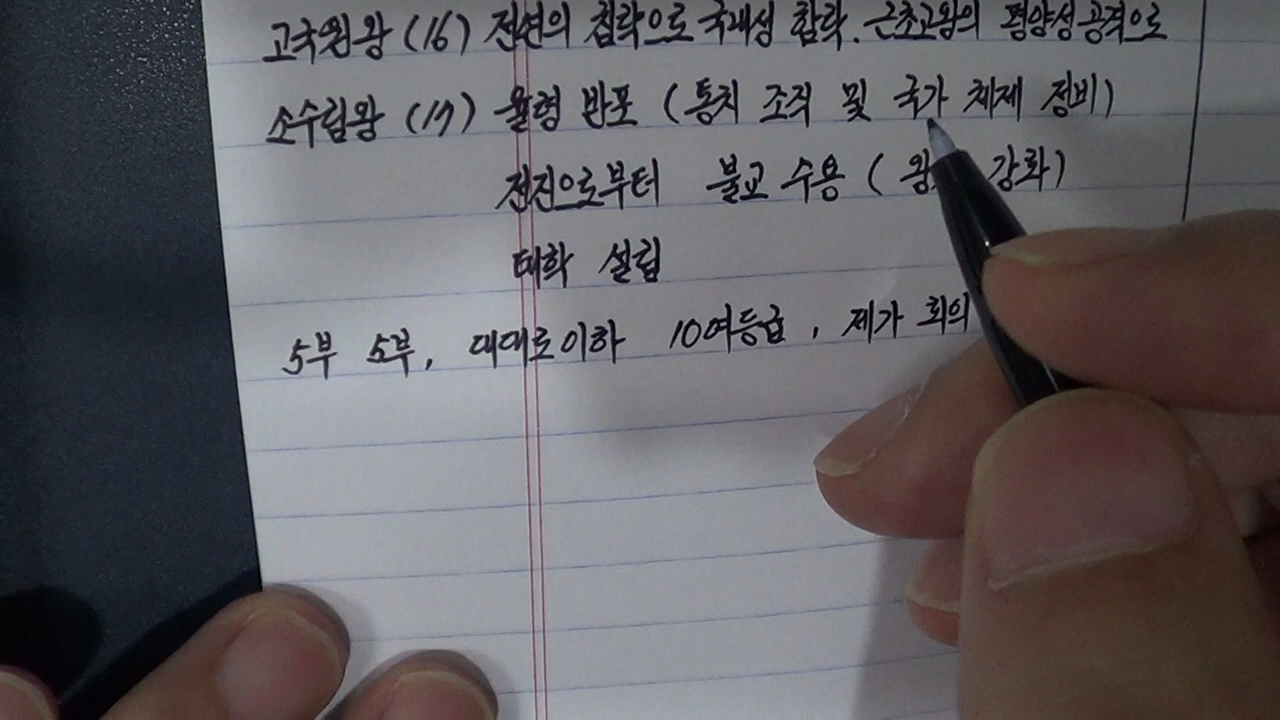 고국원왕 (16) 전연의 침략으로 국내성 함락. 근초고왕의 평양성 공격으로
소수림왕 (17) 율령 반포 (통치 조직 및 국가 체제 정비)
전진으로부터 불교 수용 ( 강화)
태학 설립
5부 5부, 대대로이하 10여등급, 제가 회의